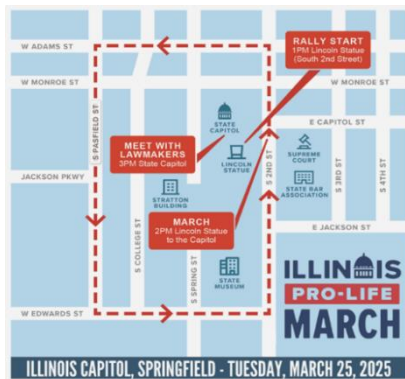 RALLY START
1PM Lincoln Statue
(South 2nd Street)
W ADAMS ST
W MONROE ST
W MONROE ST
S PASFIELD ST
STATE
CAPITOL
E CAPITOL ST
MEET WITH
LAWMAKERS
3PM State Capitol
LINCOLN
STATUE
SUPREME
COURT
S 2ND ST
S 3RD ST
S 4TH ST
JACKSON PKWY
STRATTON
BUILDING
STATE BAR
ASSOCIATION
MARCH
2PM Lincoln Statue
to the Capitol
S COLLEGE ST
S SPRING ST
E JACKSON ST
STATE
MUSEUM
W EDWARDS ST
ILLINOIS
PRO-LIFE
MARCH
ILLINOIS CAPITOL, SPRINGFIELD - TUESDAY, MARCH 25, 2025